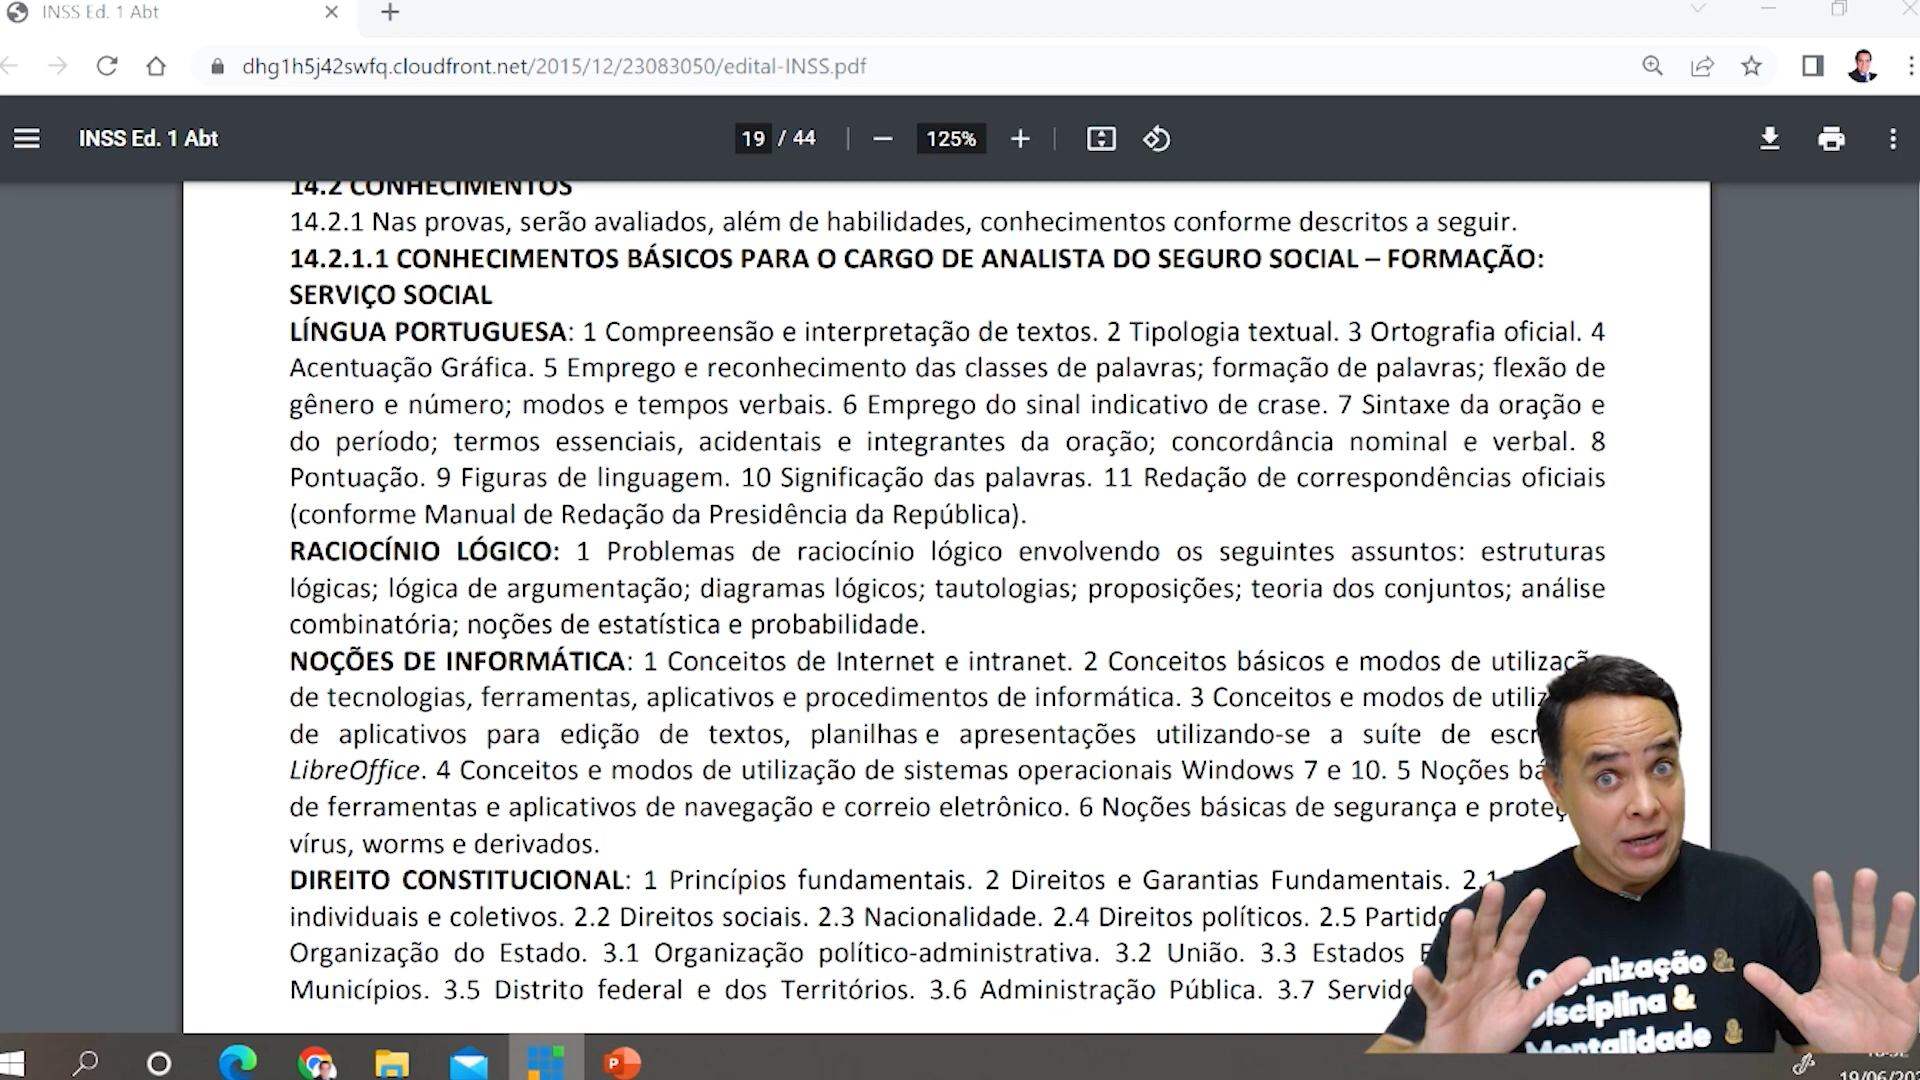 INSS Ed. 1 Abt
dhg1h5j42swfq.cloudfront.net/2015/12/23083050/edital-INSS.pdf
INSS Ed. 1 Abt
19 / 44
125%
14.2 CONHECIMENTOS
14.2.1 Nas provas, serão avaliados, além de habilidades, conhecimentos conforme descritos a seguir.
14.2.1.1 CONHECIMENTOS BÁSICOS PARA O CARGO DE ANALISTA DO SEGURO SOCIAL – FORMAÇÃO:
SERVIÇO SOCIAL
LÍNGUA PORTUGUESA: 1 Compreensão e interpretação de textos. 2 Tipologia textual. 3 Ortografia oficial. 4
Acentuação Gráfica. 5 Emprego e reconhecimento das classes de palavras; formação de palavras; flexão de
gênero e número; modos e tempos verbais. 6 Emprego do sinal indicativo de crase. 7 Sintaxe da oração e
do período; termos essenciais, acidentais e integrantes da oração; concordância nominal e verbal. 8
Pontuação. 9 Figuras de linguagem. 10 Significação das palavras. 11 Redação de correspondências oficiais
(conforme Manual de Redação da Presidência da República).
RACIOCÍNIO LÓGICO: 1 Problemas de raciocínio lógico envolvendo os seguintes assuntos: estruturas
lógicas; lógica de argumentação; diagramas lógicos; tautologias; proposições; teoria dos conjuntos; análise
combinatória; noções de estatística e probabilidade.
NOÇÕES DE INFORMÁTICA: 1 Conceitos de Internet e intranet. 2 Conceitos básicos e modos de utilização
de tecnologias, ferramentas, aplicativos e procedimentos de informática. 3 Conceitos e modos de utiliz
de aplicativos para edição de textos, planilhas e apresentações utilizando-se a suíte de escr
LibreOffice. 4 Conceitos e modos de utilização de sistemas operacionais Windows 7 e 10. 5 Noções bá
de ferramentas e aplicativos de navegação e correio eletrônico. 6 Noções básicas de segurança e proteç
vírus, worms e derivados.
DIREITO CONSTITUCIONAL: 1 Princípios fundamentais. 2 Direitos e Garantias Fundamentais. 2.1
individuais e coletivos. 2.2 Direitos sociais. 2.3 Nacionalidade. 2.4 Direitos políticos. 2.5 Partido
Organização do Estado. 3.1 Organização político-administrativa. 3.2 União. 3.3 Estados
Municípios. 3.5 Distrito federal e dos Territórios. 3.6 Administração Pública. 3.7 Servido
Organização &
Disciplina &
Mentalidade
P
19/06/20